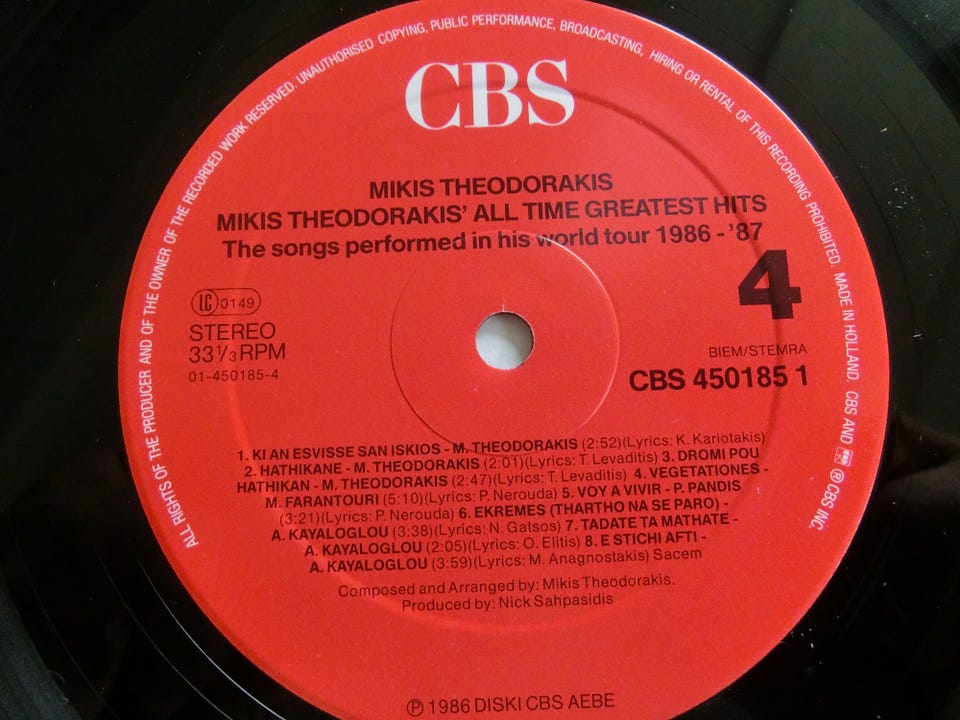 ALL RIGHTS OF THE PRODUCER AND OF THE OWNER OF THE RECORDED WORK RESERVED. UNAUTHORISED COPYING, PUBLIC PERFORMANCE, BROADCASTING, HIRING OR RENTAL OF THIS RECORDING PROHIBITED. MADE IN HOLLAND. CBS AND ® CBS INC.
CBS
MIKIS THEODORAKIS
MIKIS THEODORAKIS' ALL TIME GREATEST HITS
The songs performed in his world tour 1986 - '87
4
LC 0149
STEREO
33⅓ RPM
01-450185-4
BIEM/STEMRA
CBS 450185 1
1. KI AN ESVISSE SAN ISKIOS - M. THEODORAKIS (2:52)(Lyrics: K. Kariotakis)
2. HATHIKANE - M. THEODORAKIS (2:01)(Lyrics: T. Levaditis) 3. DROMI POU
HATHIKAN - M. THEODORAKIS (2:47)(Lyrics: T. Levaditis) 4. VEGETATIONES -
M. FARANTOURI (5:10)(Lyrics: P. Nerouda) 5. VOY A VIVIR - P. PANDIS
(3:21)(Lyrics: P. Nerouda) 6. EKREMES (THARTHO NA SE PARO) -
A. KAYALOGLOU (3:38)(Lyrics: N. Gatsos) 7. TADATE TA MATHATE -
A. KAYALOGLOU (2:05)(Lyrics: O. Elitis) 8. E STICHI AFTI -
A. KAYALOGLOU (3:59)(Lyrics: M. Anagnostakis) Sacem
Composed and Arranged by: Mikis Theodorakis.
Produced by: Nick Sahpasidis
℗ 1986 DISKI CBS AEBE